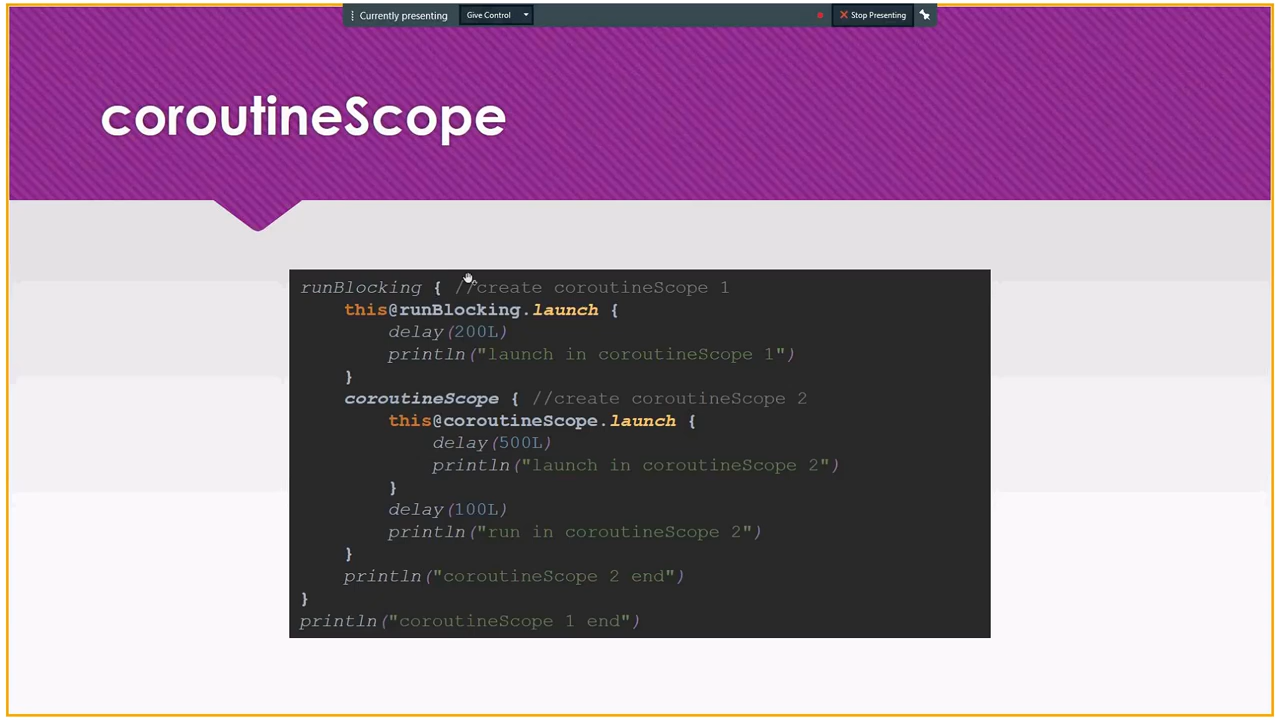 Currently presenting Give Control Stop Presenting
coroutineScope
runBlocking { //create coroutineScope 1
this@runBlocking.launch {
delay(200L)
println("launch in coroutineScope 1")
}
coroutineScope { //create coroutineScope 2
this@coroutineScope.launch {
delay(500L)
println("launch in coroutineScope 2")
}
delay(100L)
println("run in coroutineScope 2")
}
println("coroutineScope 2 end")
}
println("coroutineScope 1 end")